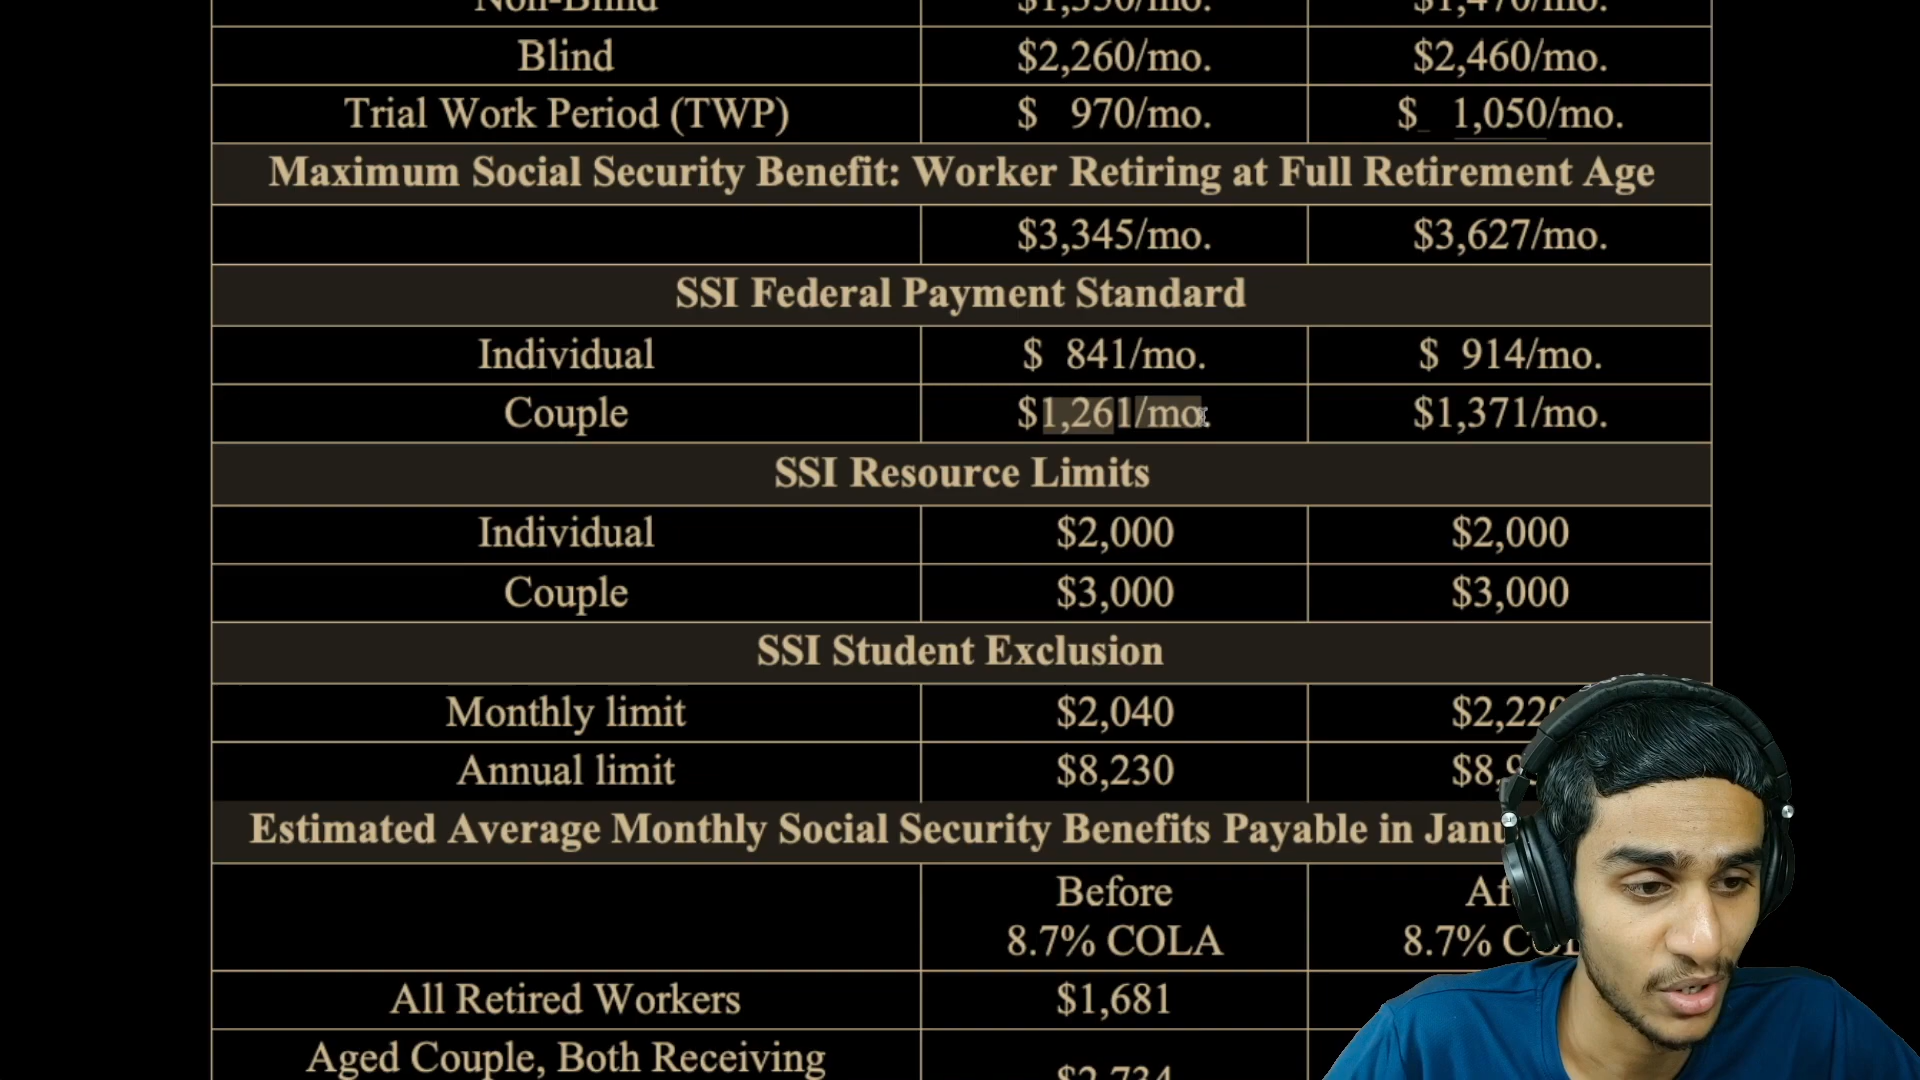 Non-Blind
Blind $2,260/mo. $2,460/mo.
Trial Work Period (TWP) $ 970/mo. $ 1,050/mo.
Maximum Social Security Benefit: Worker Retiring at Full Retirement Age
$3,345/mo. $3,627/mo.
SSI Federal Payment Standard
Individual $ 841/mo. $ 914/mo.
Couple $1,261/mo. $1,371/mo.
SSI Resource Limits
Individual $2,000 $2,000
Couple $3,000 $3,000
SSI Student Exclusion
Monthly limit $2,040
Annual limit $8,230
Estimated Average Monthly Social Security Benefits Payable in
Before
8.7% COLA 8.7%
All Retired Workers $1,681
Aged Couple, Both Receiving $2,734